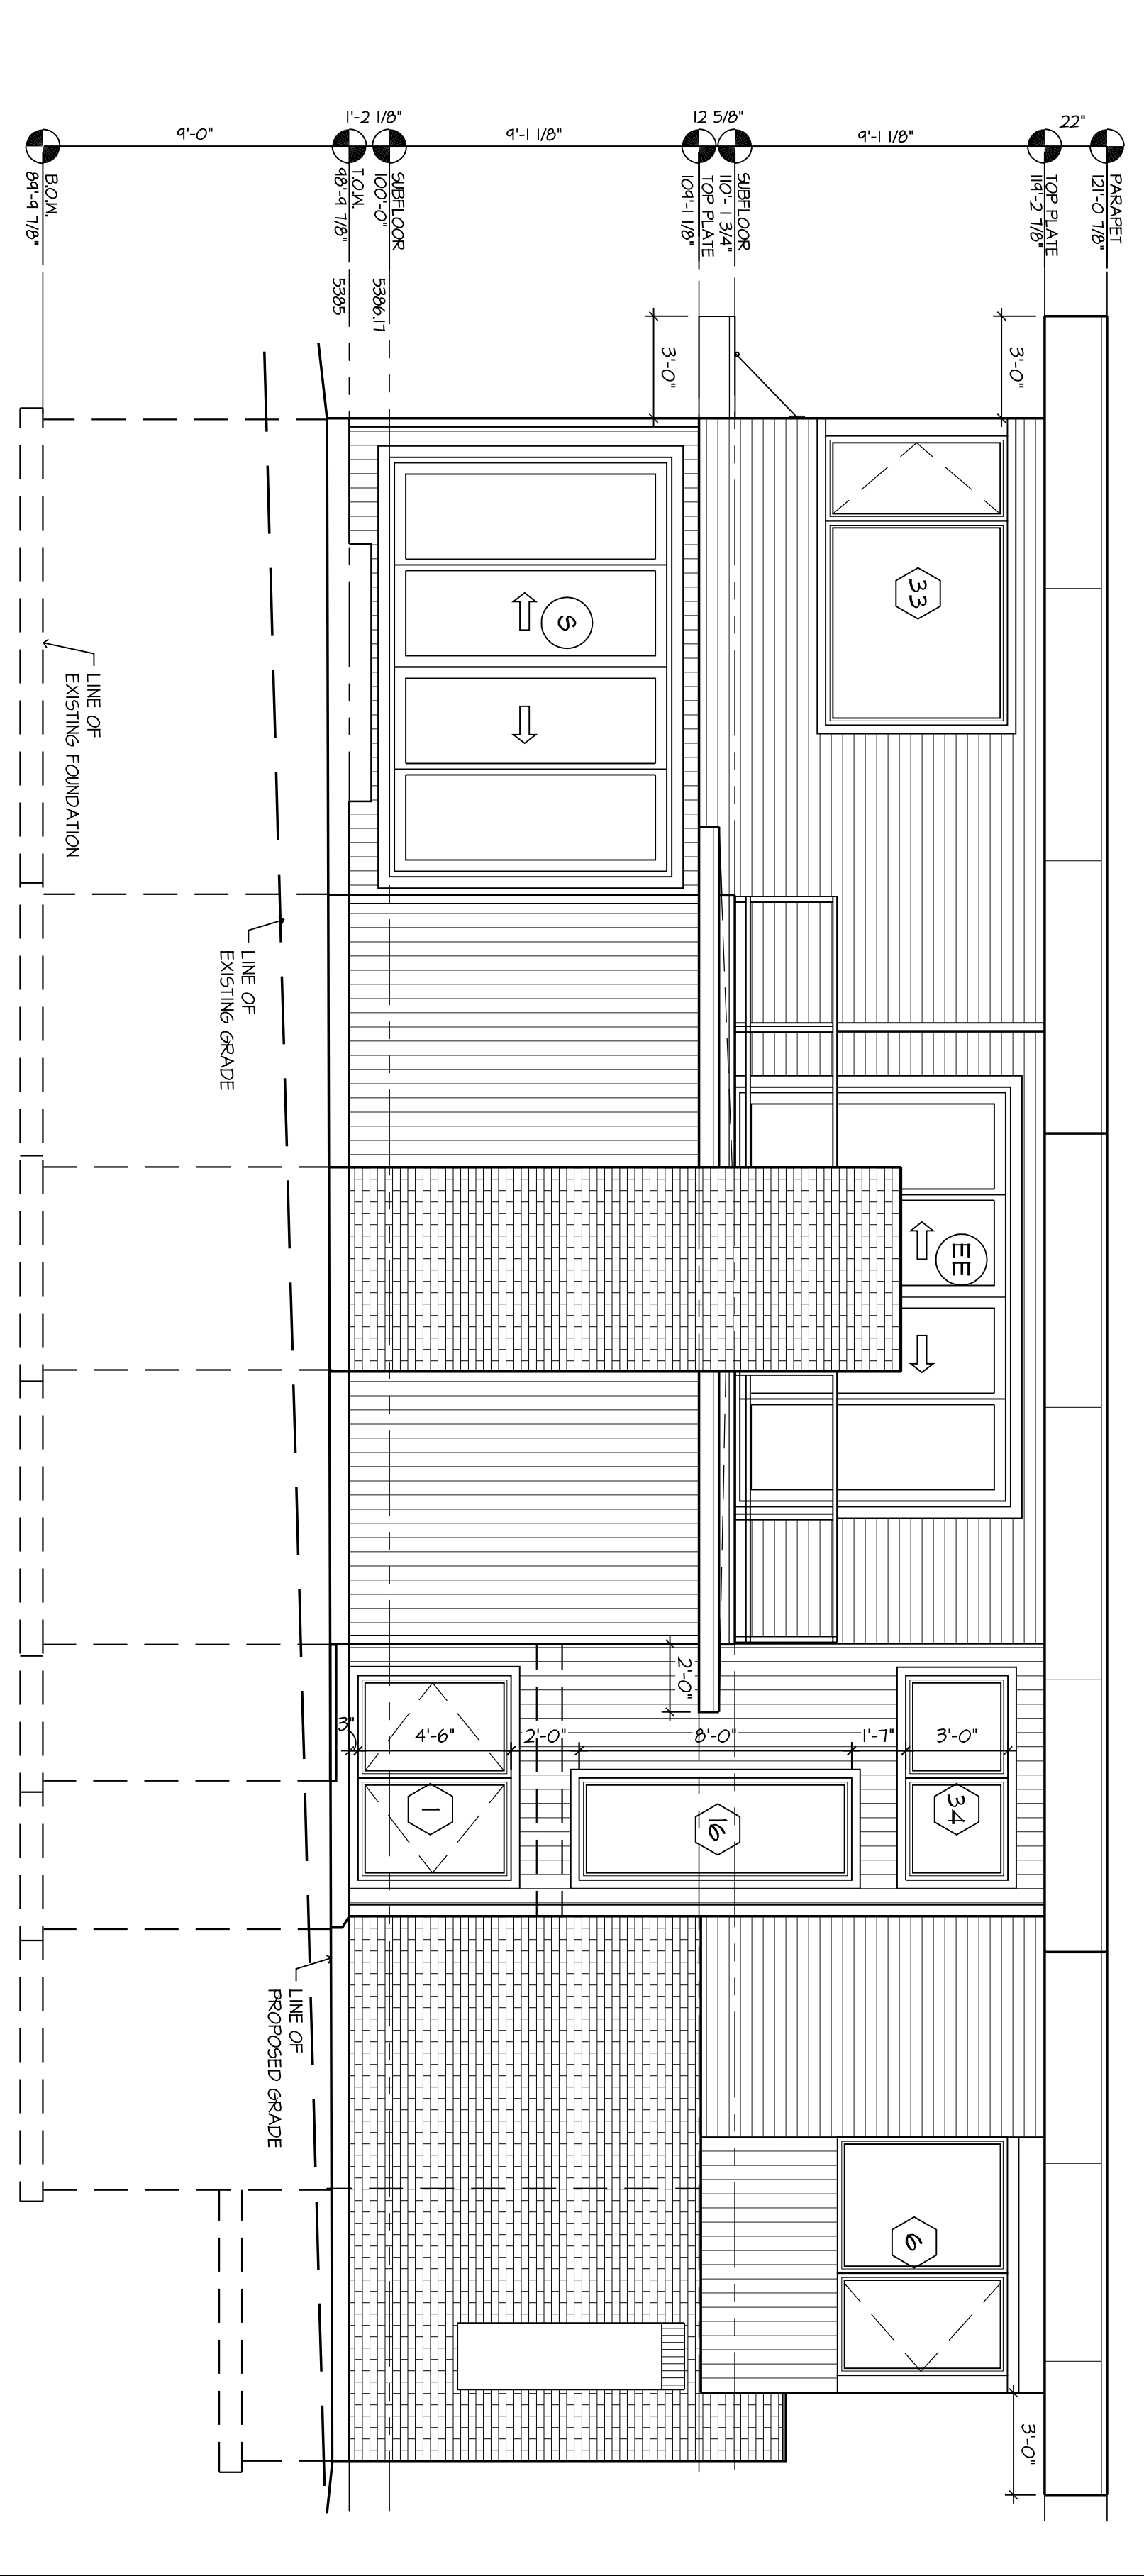 22"
9'-1 1/8"
12 5/8"
9'-1 1/8"
1'-2 1/8"
9'-0"
PARAPET
121'-0 7/8"
TOP PLATE
119'-2 7/8"
SUBFLOOR
110'- 1 3/4"
TOP PLATE
109'-1 1/8"
SUBFLOOR
100'-0"
5386.17
T.O.W.
98'-9 7/8"
5385
B.O.W.
89'-9 7/8"
3'-0"
3'-0"
33
S
EE
34
16
1
6
3'-0"
1'-7"
8'-0"
2'-0"
4'-6"
3"
2'-0"
3'-0"
LINE OF
EXISTING GRADE
LINE OF
PROPOSED GRADE
LINE OF
EXISTING FOUNDATION